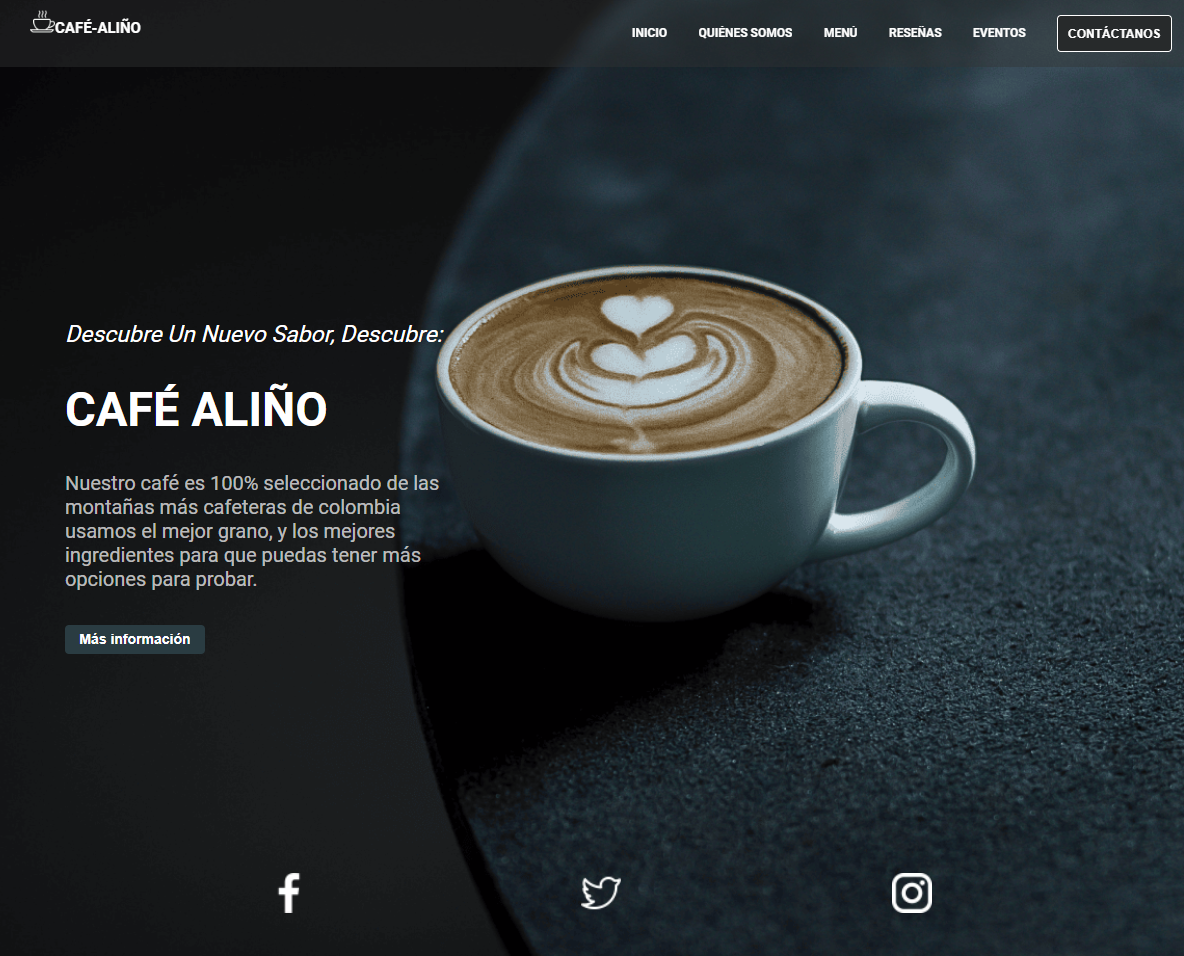 CAFÉ-ALIÑO
INICIO
QUIÉNES SOMOS
MENÚ
RESEÑAS
EVENTOS
CONTÁCTANOS
Descubre Un Nuevo Sabor, Descubre:
CAFÉ ALIÑO
Nuestro café es 100% seleccionado de las
montañas más cafeteras de colombia
usamos el mejor grano, y los mejores
ingredientes para que puedas tener más
opciones para probar.
Más información